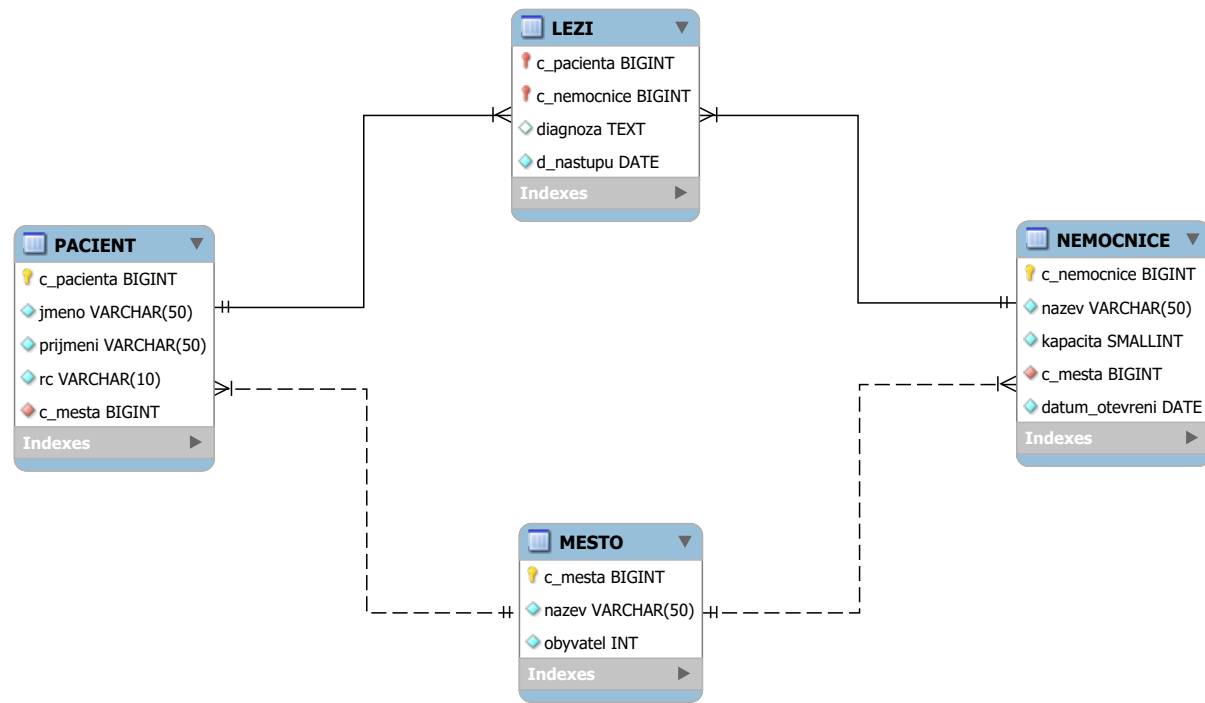 LEZI
c_pacienta BIGINT
c_nemocnice BIGINT
diagnoza TEXT
d_nastupu DATE
Indexes
PACIENT
c_pacienta BIGINT
jmeno VARCHAR(50)
prijmeni VARCHAR(50)
rc VARCHAR(10)
c_mesta BIGINT
Indexes
NEMOCNICE
c_nemocnice BIGINT
nazev VARCHAR(50)
kapacita SMALLINT
c_mesta BIGINT
datum_otevreni DATE
Indexes
MESTO
c_mesta BIGINT
nazev VARCHAR(50)
obyvatel INT
Indexes